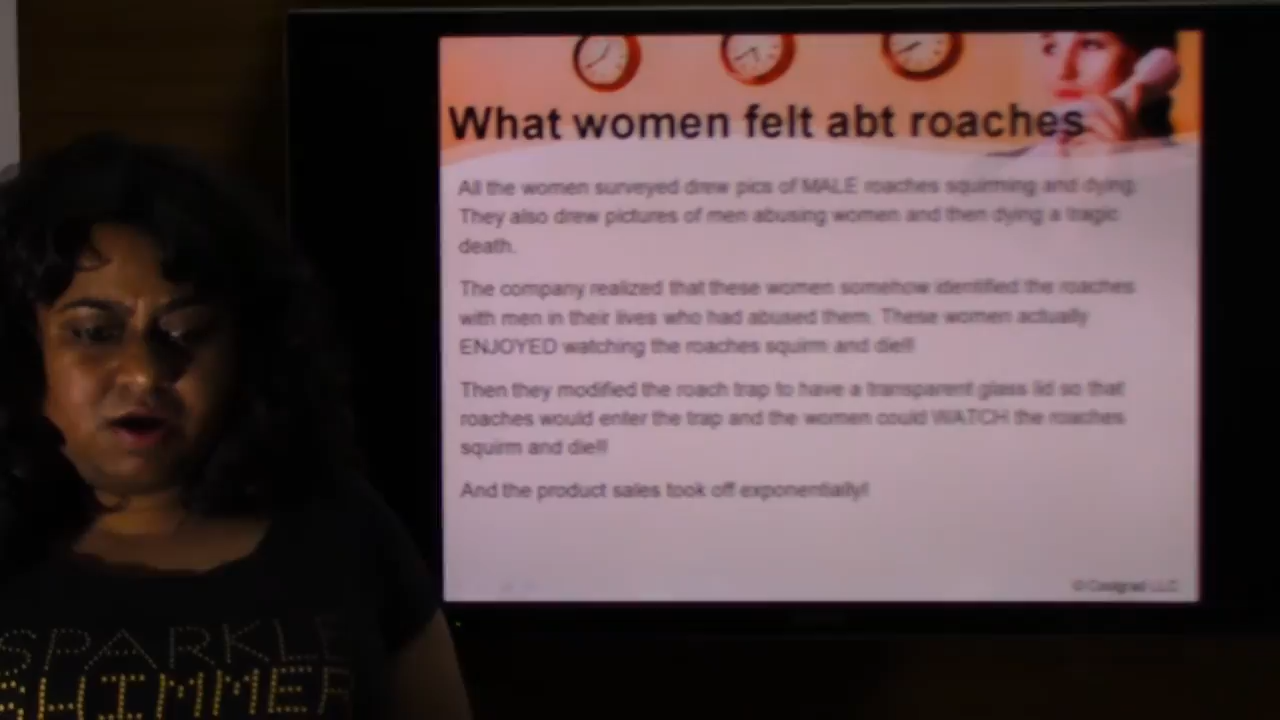 What women felt abt roaches
All the women surveyed drew pics of MALE roaches squirming and dying.
They also drew pictures of men abusing women and then dying a tragic
death.
The company realized that these women somehow identified the roaches
with men in their lives who had abused them. These women actually
ENJOYED watching the roaches squirm and die!!
Then they modified the roach trap to have a transparent glass lid so that
roaches would enter the trap and the women could WATCH the roaches
squirm and die!!
And the product sales took off exponentially!
LLC
SPARKLE
SHIMMER